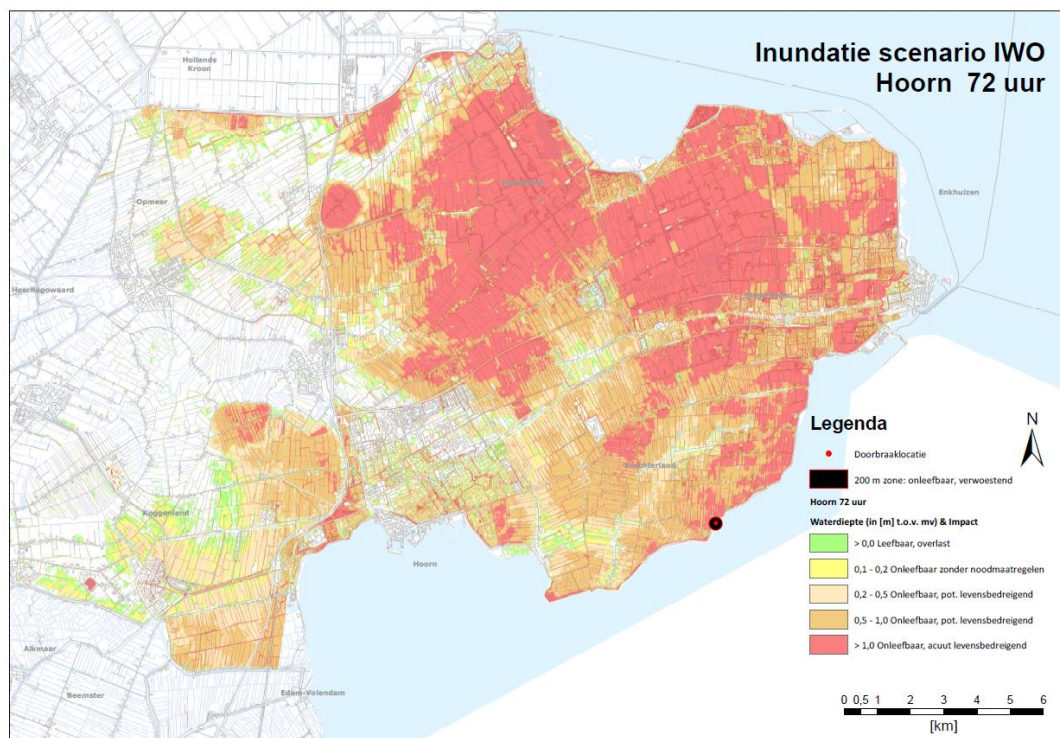 Inundatie scenario IWO
Hoorn 72 uur
Hollands
Kroon
Opmeer
Enkhuizen
Heerhugowaard
Koggenland
Hoorn
Alkmaar
Beemster
Edam-Volendam
Legenda
N
Doorbraaklocatie
200 m zone: onleefbaar, verwoestend
Hoorn 72 uur
Waterdiepte (in [m] t.o.v. mv) & Impact
> 0,0 Leefbaar, overlast
0,1 - 0,2 Onleefbaar zonder noodmaatregelen
0,2 - 0,5 Onleefbaar, pot. levensbedreigend
0,5 - 1,0 Onleefbaar, pot. levensbedreigend
> 1,0 Onleefbaar, acuut levensbedreigend
0 0,5 1 2 3 4 5 6
[km]